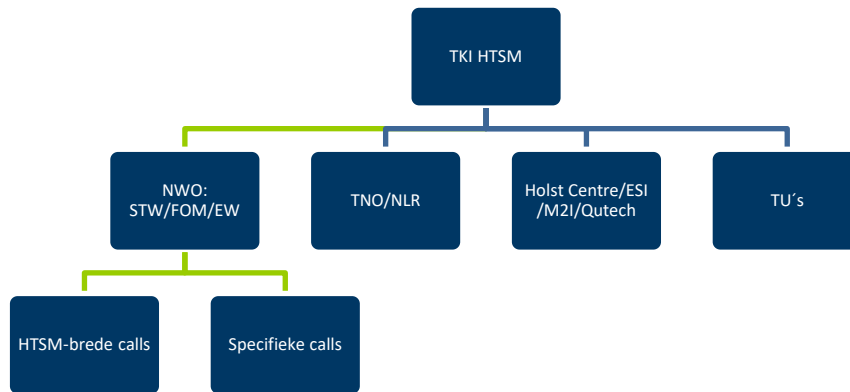 TKI HTSM
NWO:
STW/FOM/EW
TNO/NLR
Holst Centre/ESI
/M2I/Qutech
TU´s
HTSM-brede calls
Specifieke calls